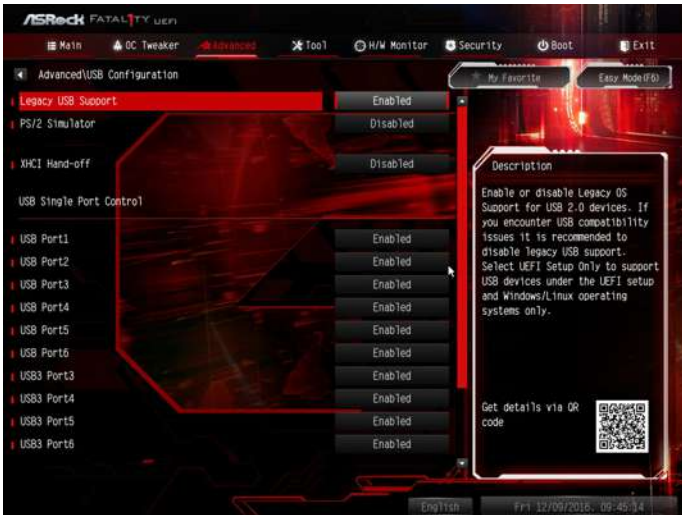 ASRock FATAL1TY UEFI
Main OC Tweaker Advanced Tool H/W Monitor Security Boot Exit
Advanced\USB Configuration
My Favorite Easy Mode(F6)
Legacy USB Support Enabled
PS/2 Simulator Disabled
XHCI Hand-off Disabled
USB Single Port Control
USB Port1 Enabled
USB Port2 Enabled
USB Port3 Enabled
USB Port4 Enabled
USB Port5 Enabled
USB Port6 Enabled
USB3 Port3 Enabled
USB3 Port4 Enabled
USB3 Port5 Enabled
USB3 Port6 Enabled
Description
Enable or disable Legacy OS
Support for USB 2.0 devices. If
you encounter USB compatibility
issues it is recommended to
disable legacy USB support.
Select UEFI Setup Only to support
USB devices under the UEFI setup
and Windows/Linux operating
systems only.
Get details via QR
code
English Fri 12/09/2016. 09:45:14